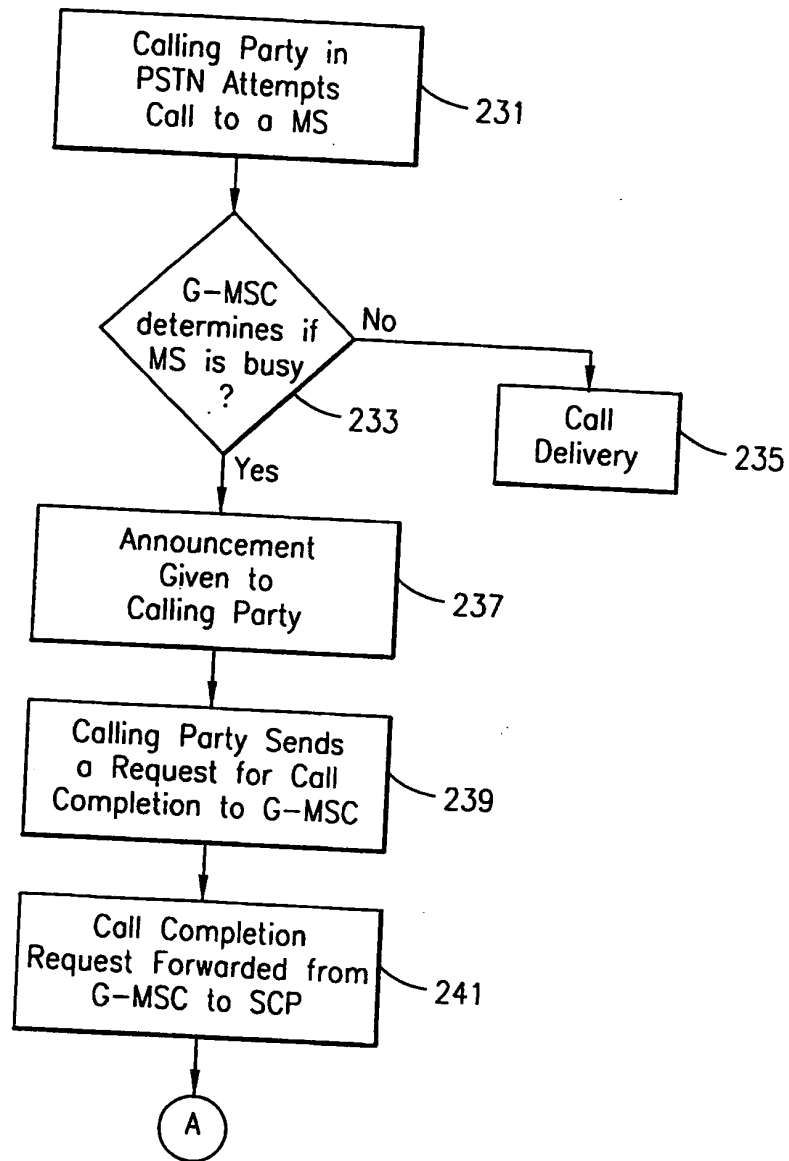 Calling Party in
PSTN Attempts
Call to a MS
231
G-MSC
determines if
MS is busy
?
No
233
Yes
Call
Delivery
235
Announcement
Given to
Calling Party
237
Calling Party Sends
a Request for Call
Completion to G-MSC
239
Call Completion
Request Forwarded from
G-MSC to SCP
241
A